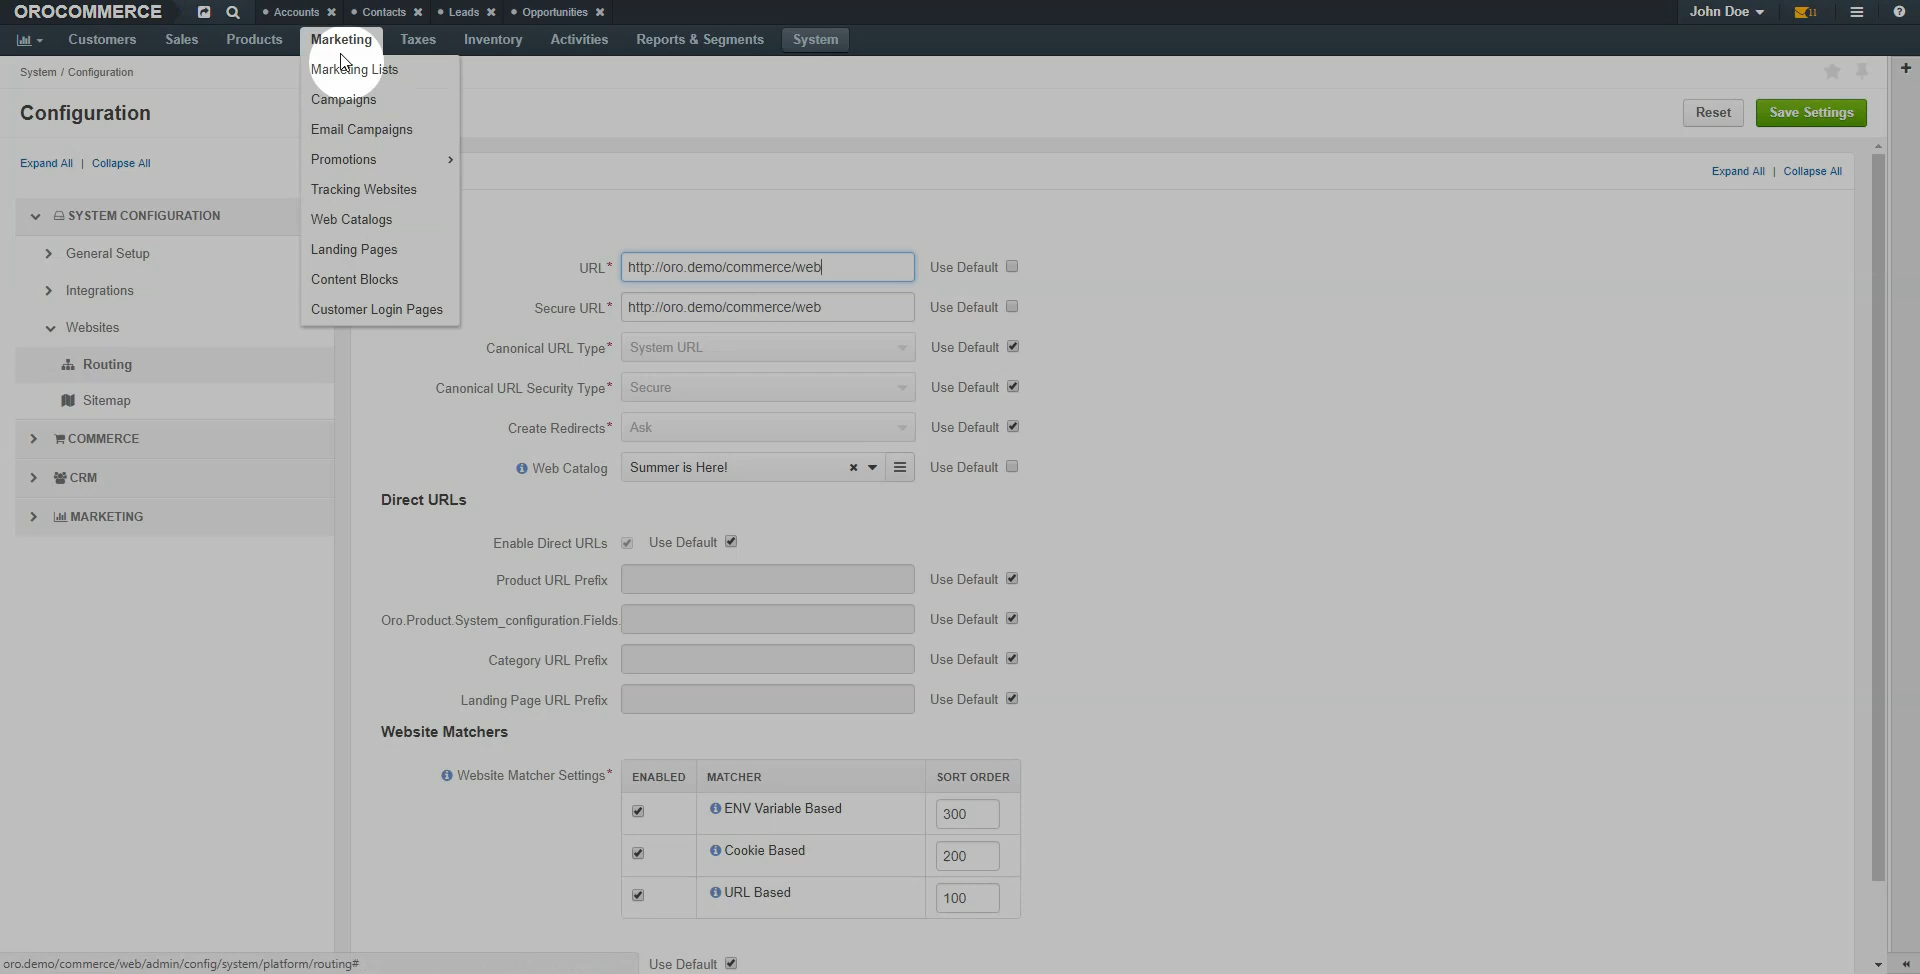 OROCOMMERCE Accounts Contacts Leads Opportunities John Doe 11
Customers Sales Products Marketing Taxes Inventory Activities Reports & Segments System
System / Configuration
Marketing Lists
Campaigns
Email Campaigns
Promotions
Tracking Websites
Web Catalogs
Landing Pages
Content Blocks
Customer Login Pages
Configuration
Reset Save Settings
Expand All | Collapse All
Expand All | Collapse All
SYSTEM CONFIGURATION
General Setup
Integrations
Websites
Routing
Sitemap
COMMERCE
CRM
MARKETING
URL* http://oro.demo/commerce/web Use Default
Secure URL* http://oro.demo/commerce/web Use Default
Canonical URL Type* System URL Use Default
Canonical URL Security Type* Secure Use Default
Create Redirects* Ask Use Default
Web Catalog Summer is Here! Use Default
Direct URLs
Enable Direct URLs Use Default
Product URL Prefix Use Default
Oro.Product.System_configuration.Fields. Use Default
Category URL Prefix Use Default
Landing Page URL Prefix Use Default
Website Matchers
Website Matcher Settings* ENABLED MATCHER SORT ORDER
ENV Variable Based 300
Cookie Based 200
URL Based 100
Use Default
oro.demo/commerce/web/admin/config/system/platform/routing#